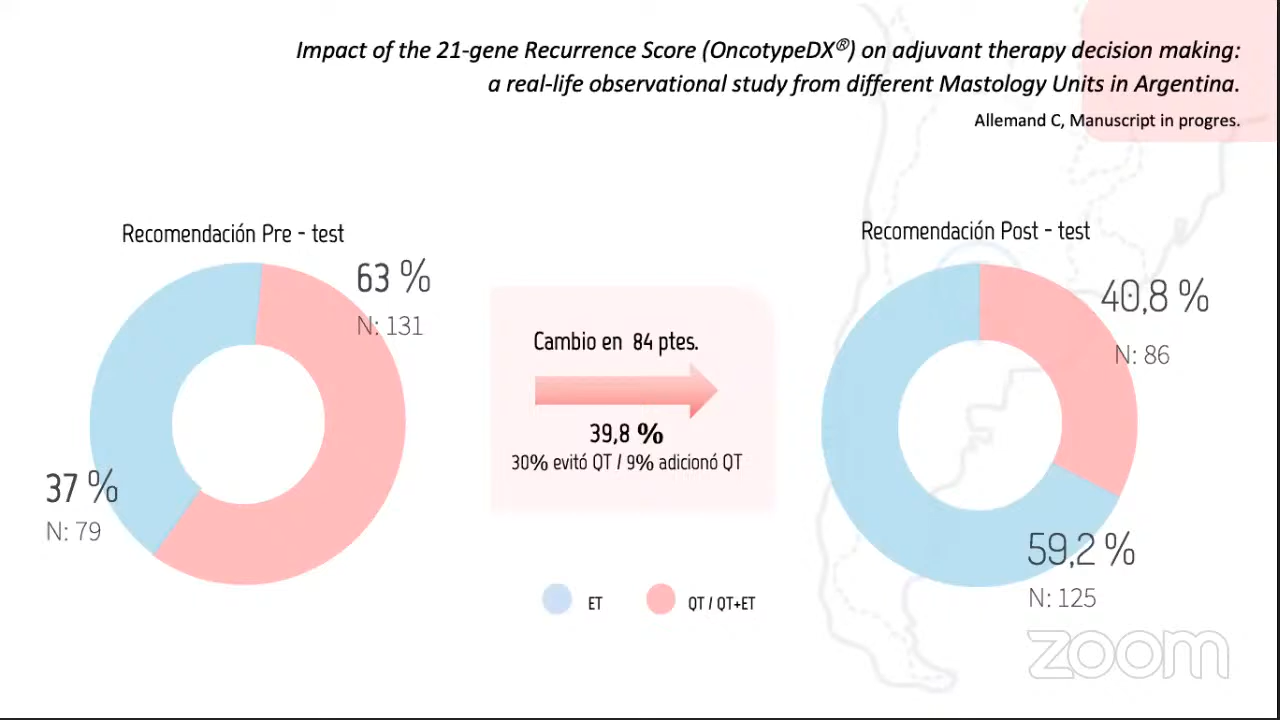 Impact of the 21-gene Recurrence Score (OncotypeDX®) on adjuvant therapy decision making:
a real-life observational study from different Mastology Units in Argentina.
Allemand C, Manuscript in progres.
Recomendación Pre - test
63 %
N: 131
37 %
N: 79
Cambio en 84 ptes.
39,8 %
30% evitó QT / 9% adicionó QT
Recomendación Post - test
40,8 %
N: 86
59,2 %
N: 125
ET
QT / QT+ET
zoom